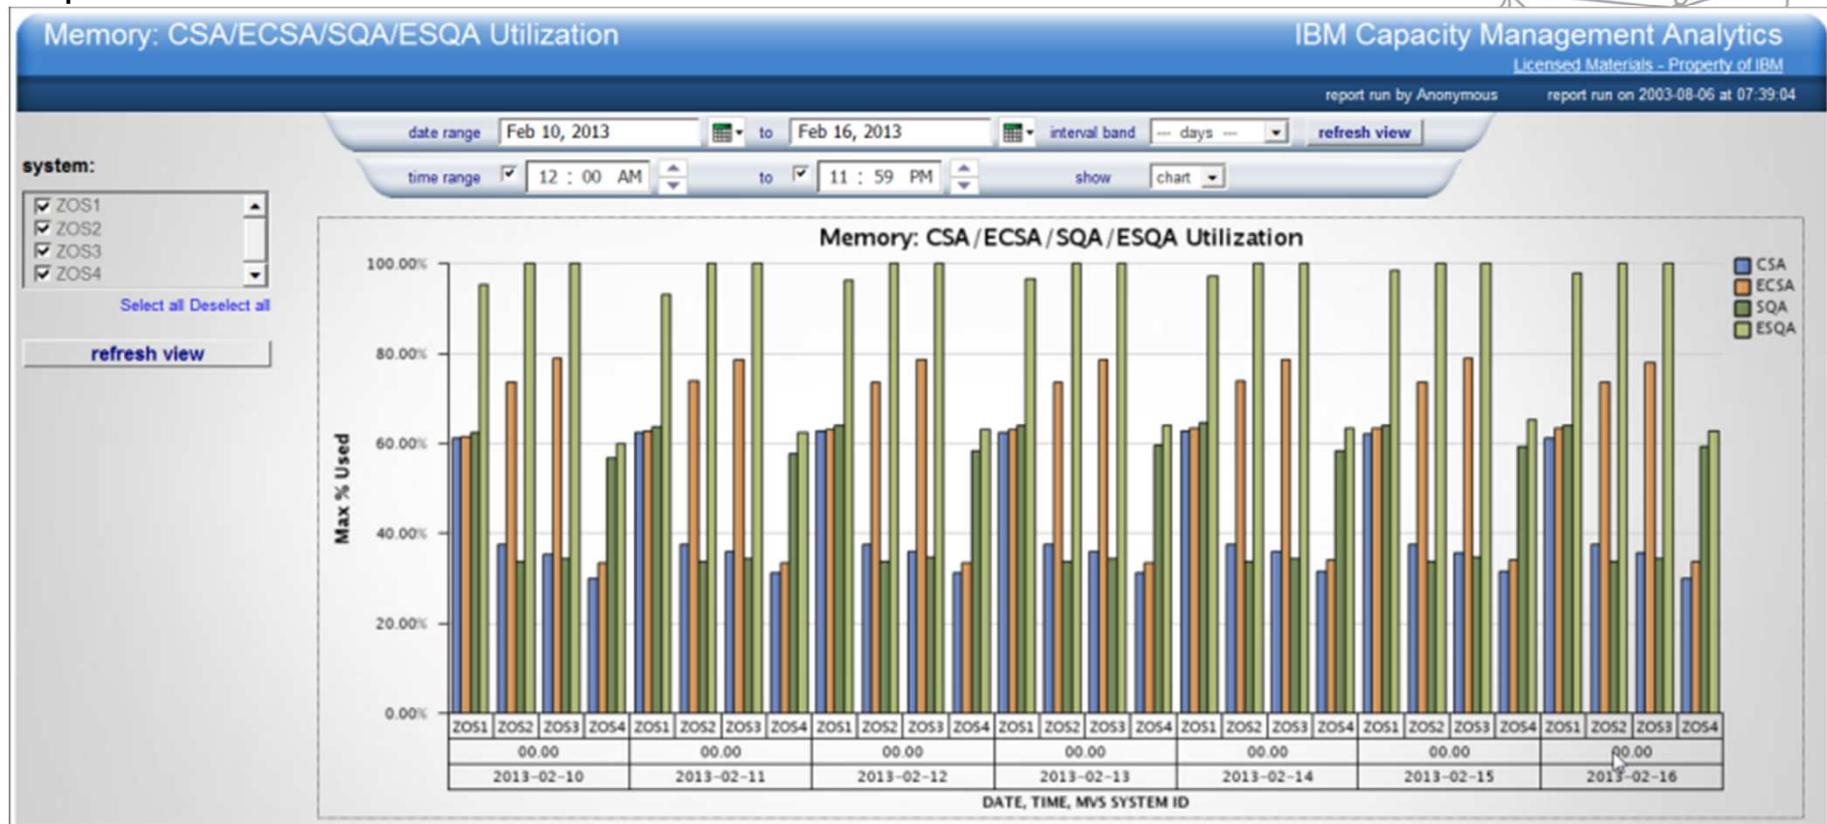 Memory: CSA/ECSA/SQA/ESQA Utilization
IBM Capacity Management Analytics
Licensed Materials - Property of IBM
report run by Anonymous report run on 2003-08-06 at 07:39:04
date range Feb 10, 2013 to Feb 16, 2013 interval band --- days --- refresh view
time range 12 : 00 AM to 11 : 59 PM show chart
system:
ZOS1
ZOS2
ZOS3
ZOS4
Select all Deselect all
refresh view
Memory: CSA/ECSA/SQA/ESQA Utilization
CSA
ECSA
SQA
ESQA
Max % Used
100.00%
80.00%
60.00%
40.00%
20.00%
0.00%
ZOS1 ZOS2 ZOS3 ZOS4 ZOS1 ZOS2 ZOS3 ZOS4 ZOS1 ZOS2 ZOS3 ZOS4 ZOS1 ZOS2 ZOS3 ZOS4 ZOS1 ZOS2 ZOS3 ZOS4 ZOS1 ZOS2 ZOS3 ZOS4 ZOS1 ZOS2 ZOS3 ZOS4
00.00 00.00 00.00 00.00 00.00 00.00 00.00
2013-02-10 2013-02-11 2013-02-12 2013-02-13 2013-02-14 2013-02-15 2013-02-16
DATE, TIME, MVS SYSTEM ID